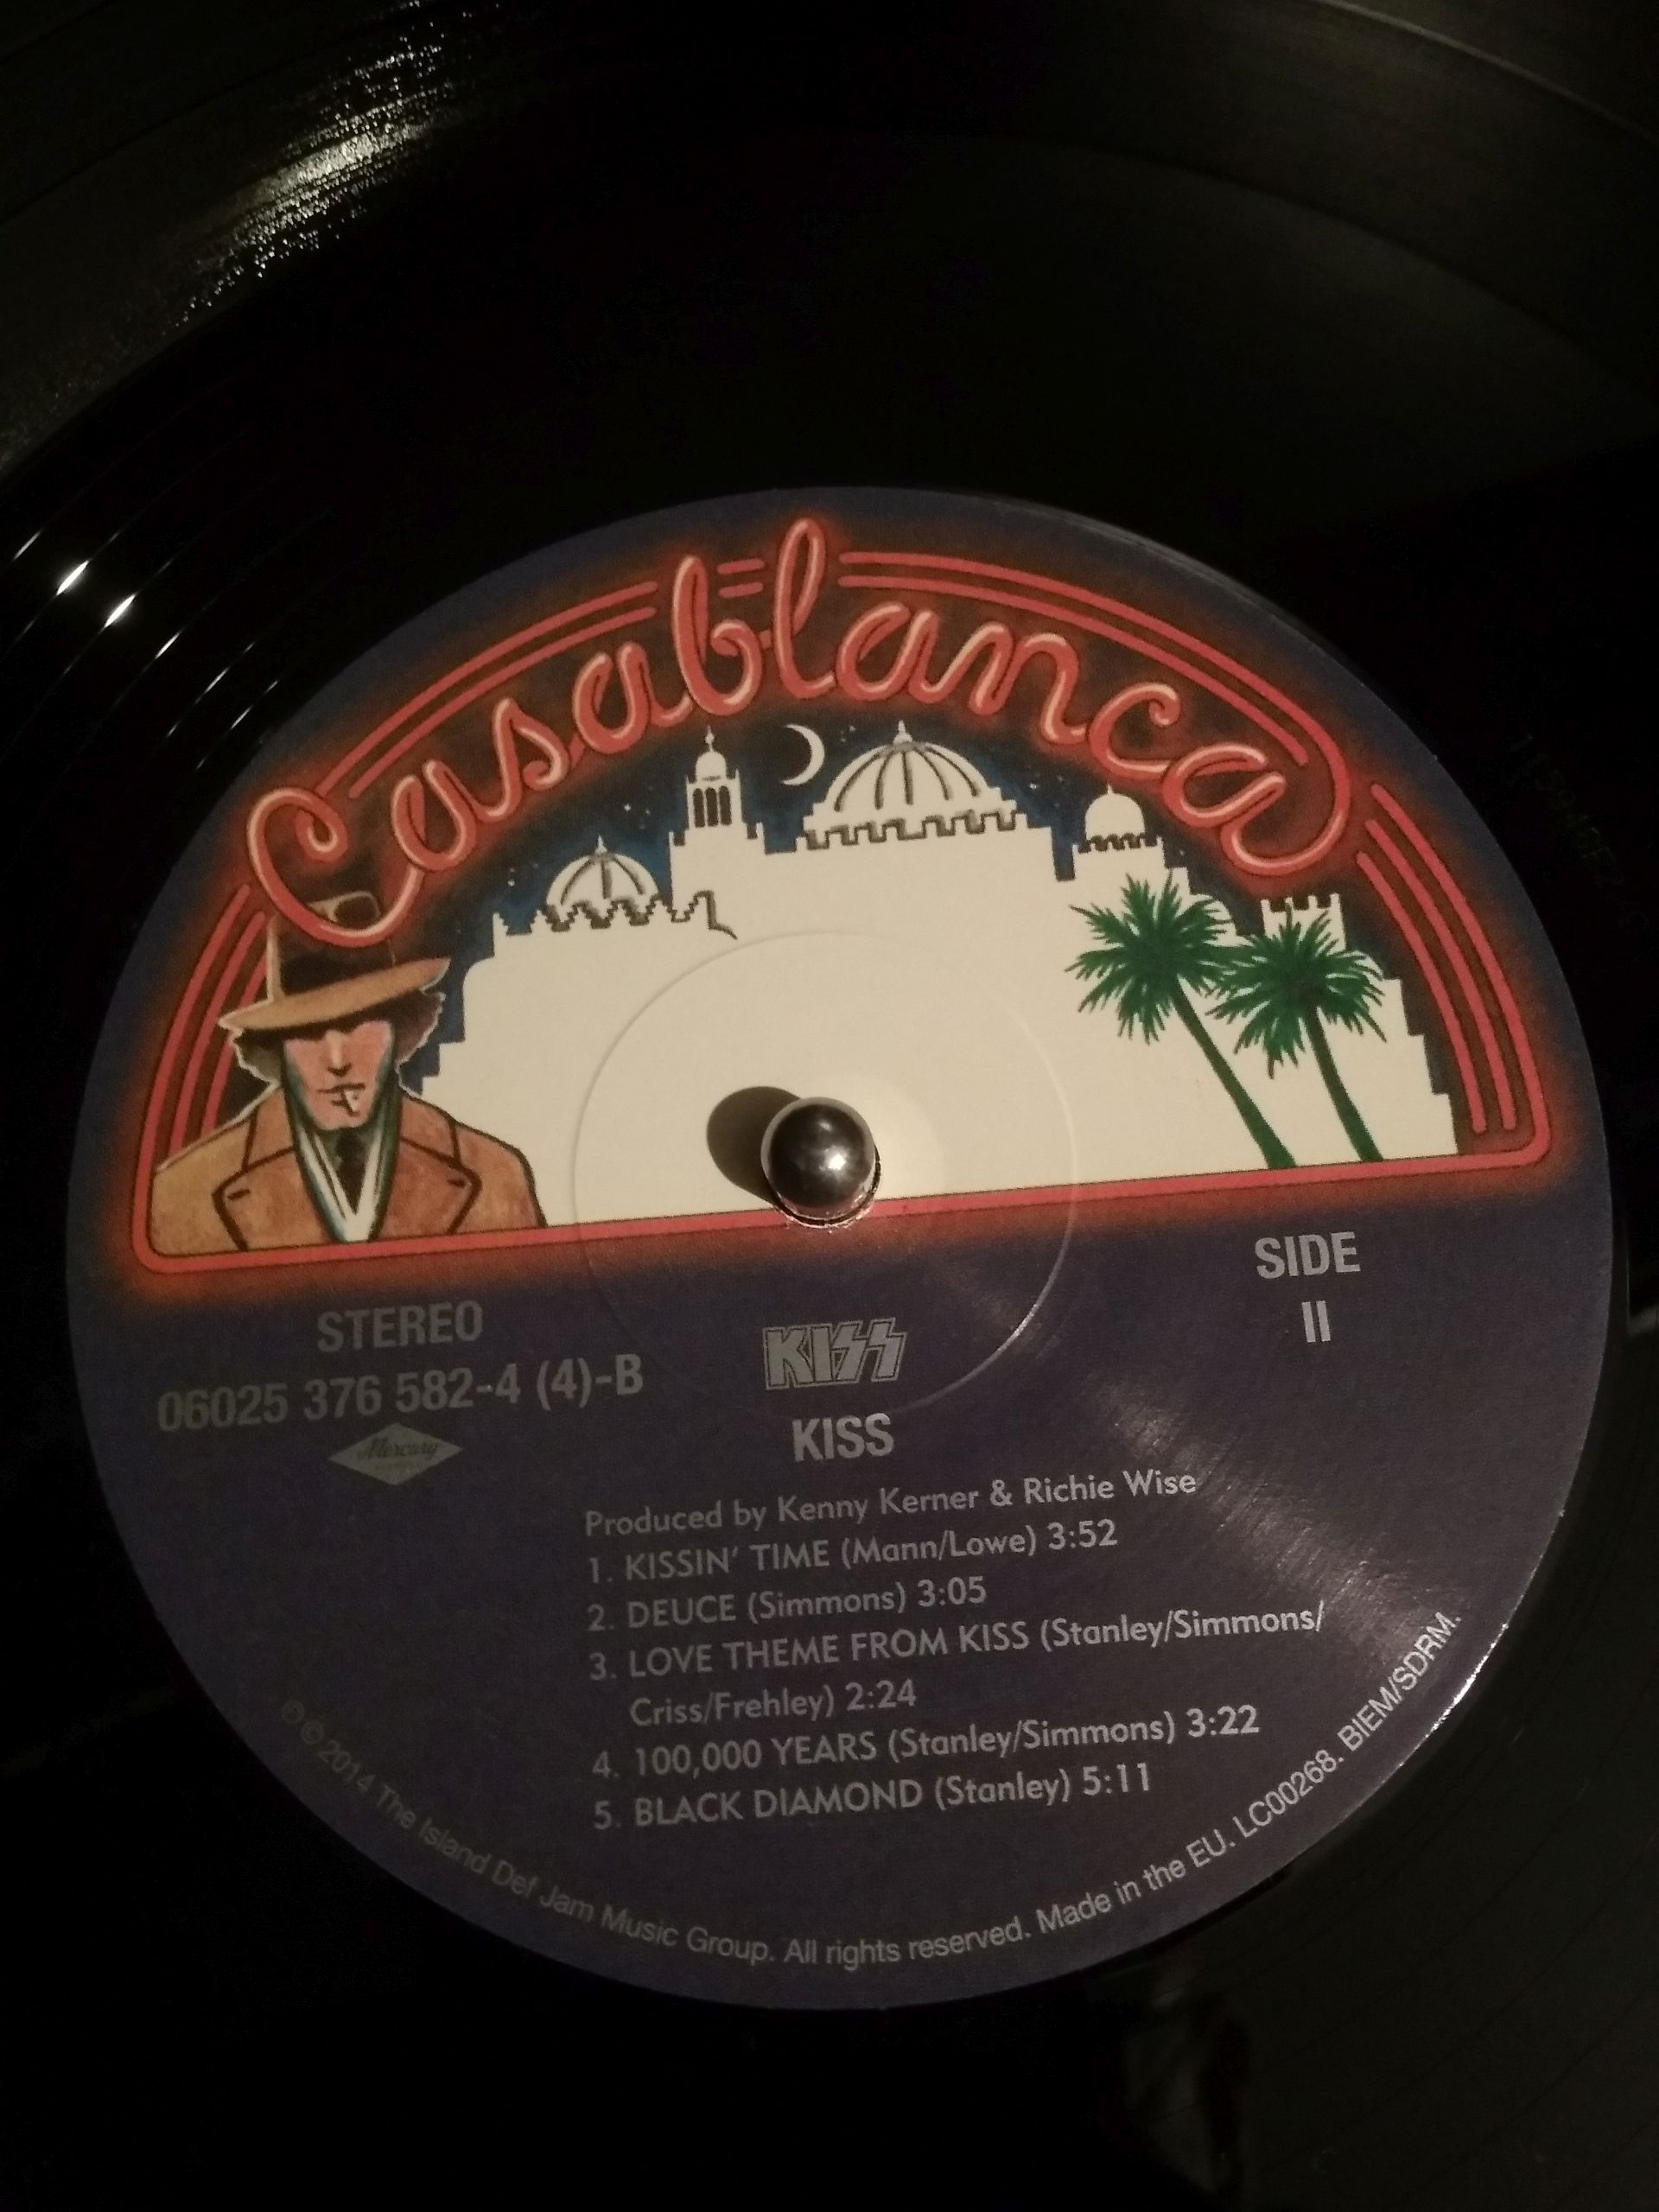 Casablanca
SIDE
II
STEREO
06025 376 582-4 (4)-B
Mercury
KISS
KISS
Produced by Kenny Kerner & Richie Wise
1. KISSIN' TIME (Mann/Lowe) 3:52
2. DEUCE (Simmons) 3:05
3. LOVE THEME FROM KISS (Stanley/Simmons/
Criss/Frehley) 2:24
4. 100,000 YEARS (Stanley/Simmons) 3:22
5. BLACK DIAMOND (Stanley) 5:11
℗ © 2014 The Island Def Jam Music Group. All rights reserved. Made in the EU. LC00268. BIEM/SDRM.